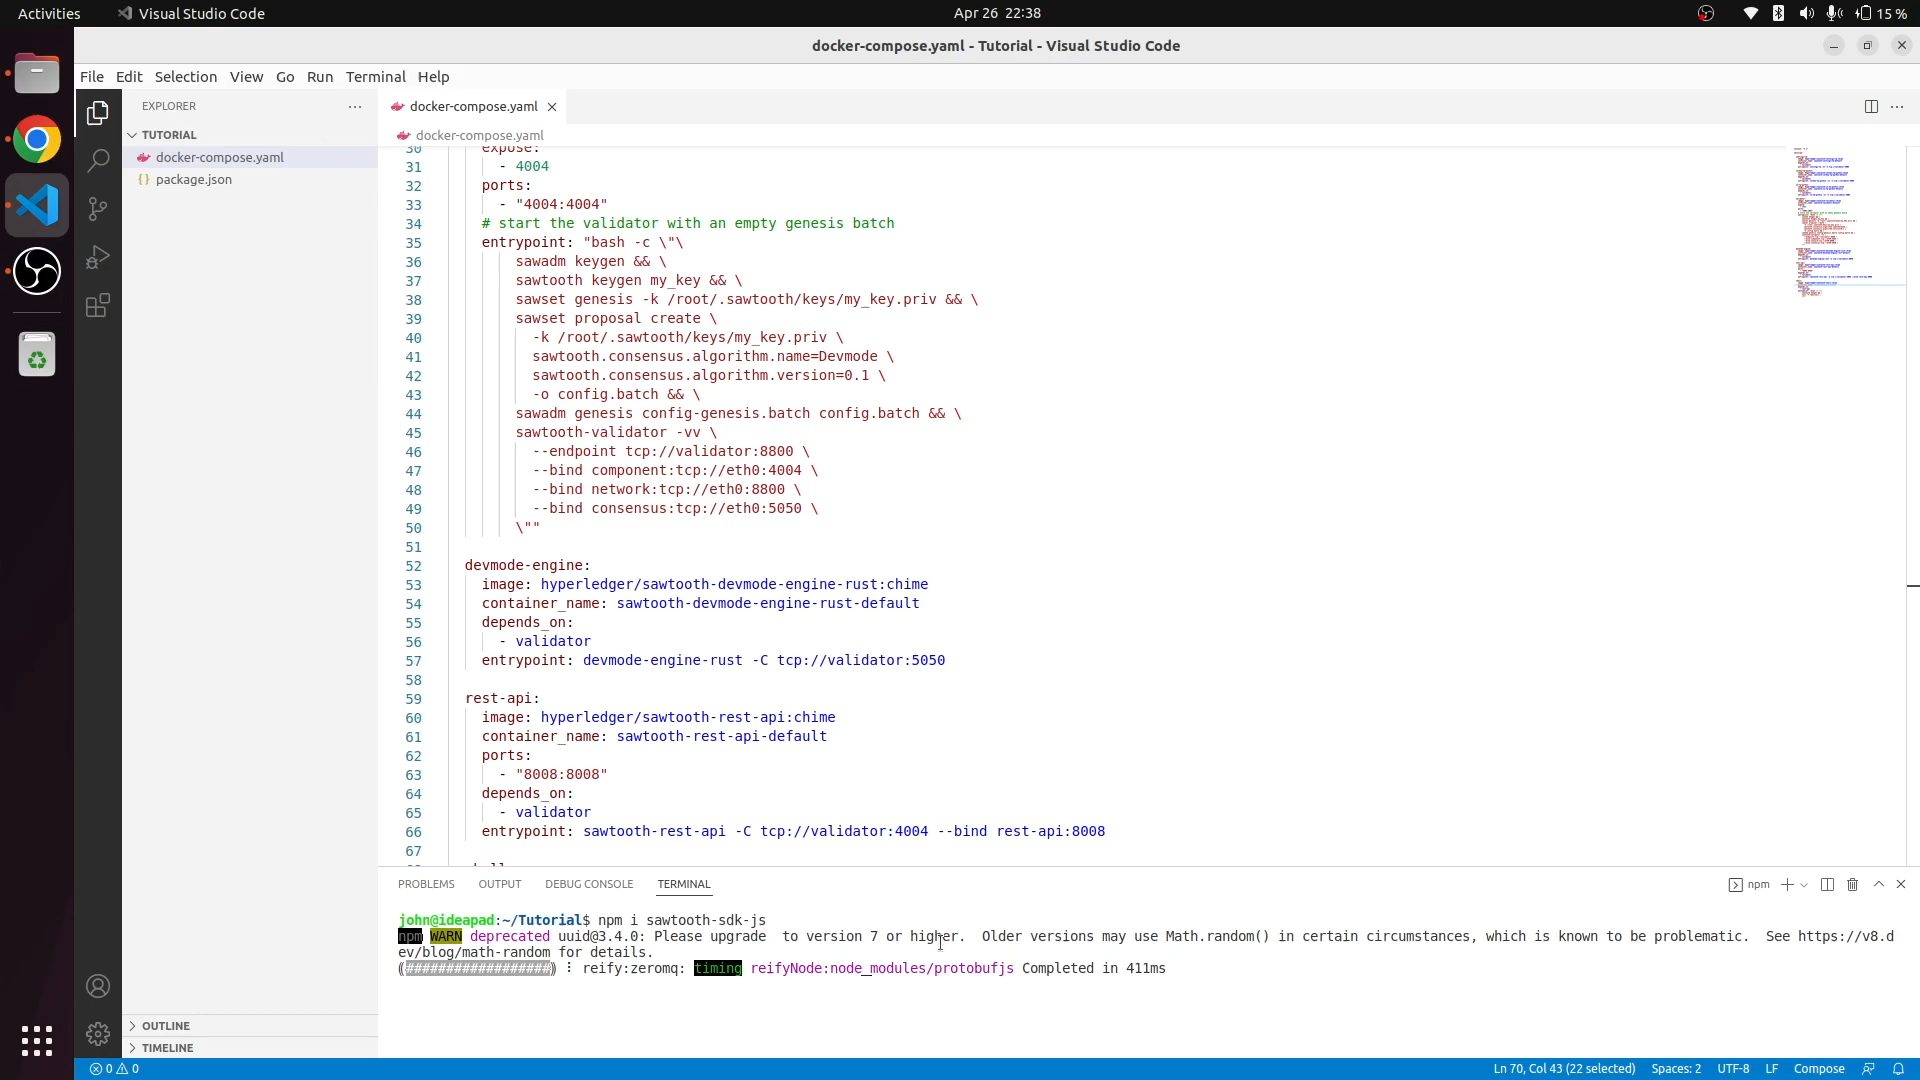 Activities
Visual Studio Code
Apr 26 22:38
15 %
docker-compose.yaml - Tutorial - Visual Studio Code
File Edit Selection View Go Run Terminal Help
EXPLORER
TUTORIAL
docker-compose.yaml
package.json
OUTLINE
TIMELINE
docker-compose.yaml
docker-compose.yaml
30 expose:
31 - 4004
32 ports:
33 - "4004:4004"
34 # start the validator with an empty genesis batch
35 entrypoint: "bash -c \"\
36 sawadm keygen && \
37 sawtooth keygen my_key && \
38 sawset genesis -k /root/.sawtooth/keys/my_key.priv && \
39 sawset proposal create \
40 -k /root/.sawtooth/keys/my_key.priv \
41 sawtooth.consensus.algorithm.name=Devmode \
42 sawtooth.consensus.algorithm.version=0.1 \
43 -o config.batch && \
44 sawadm genesis config-genesis.batch config.batch && \
45 sawtooth-validator -vv \
46 --endpoint tcp://validator:8800 \
47 --bind component:tcp://eth0:4004 \
48 --bind network:tcp://eth0:8800 \
49 --bind consensus:tcp://eth0:5050 \
50 \""
51
52 devmode-engine:
53 image: hyperledger/sawtooth-devmode-engine-rust:chime
54 container_name: sawtooth-devmode-engine-rust-default
55 depends_on:
56 - validator
57 entrypoint: devmode-engine-rust -C tcp://validator:5050
58
59 rest-api:
60 image: hyperledger/sawtooth-rest-api:chime
61 container_name: sawtooth-rest-api-default
62 ports:
63 - "8008:8008"
64 depends_on:
65 - validator
66 entrypoint: sawtooth-rest-api -C tcp://validator:4004 --bind rest-api:8008
67
PROBLEMS OUTPUT DEBUG CONSOLE TERMINAL
npm
john@ideapad:~/Tutorial$ npm i sawtooth-sdk-js
npm WARN deprecated uuid@3.4.0: Please upgrade  to version 7 or higher.  Older versions may use Math.random() in certain circumstances, which is known to be problematic.  See https://v8.d
ev/blog/math-random for details.
(##################) ⠇ reify:zeromq: timing reifyNode:node_modules/protobufjs Completed in 411ms
0 0
Ln 70, Col 43 (22 selected) Spaces: 2 UTF-8 LF Compose